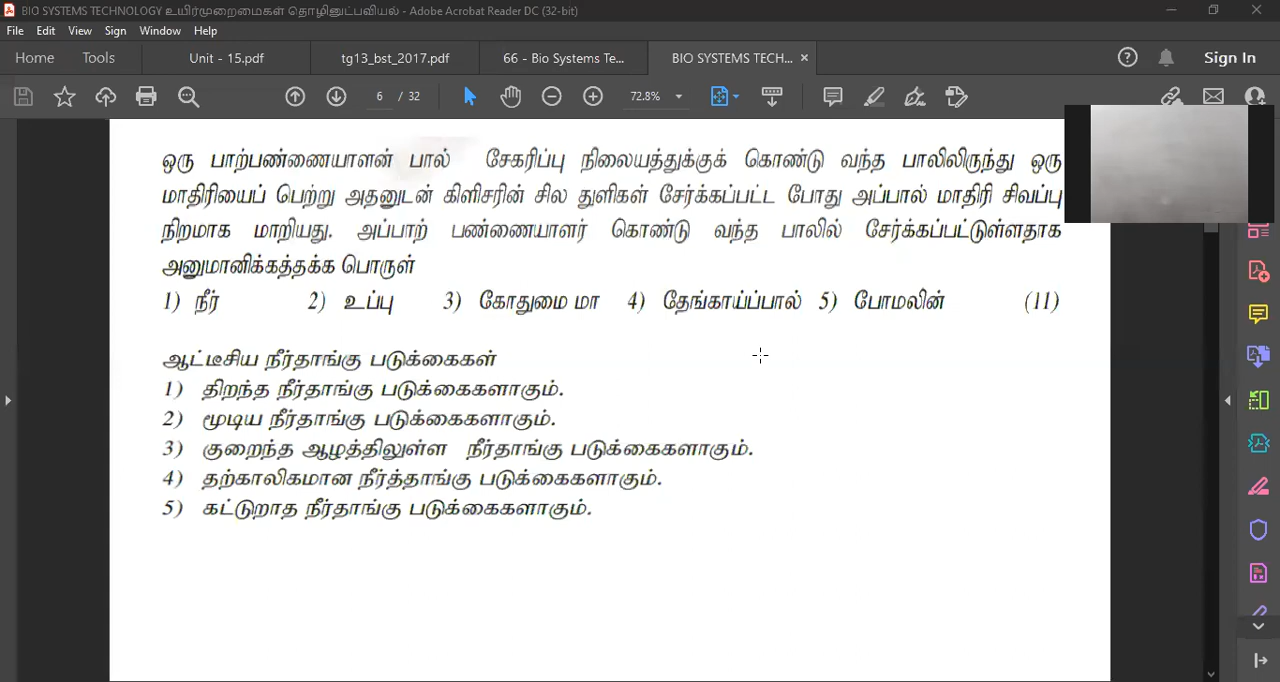 BIO SYSTEMS TECHNOLOGY உயிர்முறைமைகள் தொழினுட்பவியல் - Adobe Acrobat Reader DC (32-bit)
File Edit View Sign Window Help
Home Tools Unit - 15.pdf tg13_bst_2017.pdf 66 - Bio Systems Te... BIO SYSTEMS TECH... × Sign In
6 / 32 72.8%
ஒரு பாற்பண்ணையாளன் பால் சேகரிப்பு நிலையத்துக்குக் கொண்டு வந்த பாலிலிருந்து ஒரு
மாதிரியைப் பெற்று அதனுடன் கிளிசரின் சில துளிகள் சேர்க்கப்பட்ட போது அப்பால் மாதிரி சிவப்பு
நிறமாக மாறியது. அப்பாற் பண்ணையாளர் கொண்டு வந்த பாலில் சேர்க்கப்பட்டுள்ளதாக
அனுமானிக்கத்தக்க பொருள்
1) நீர் 2) உப்பு 3) கோதுமை மா 4) தேங்காய்ப்பால் 5) போமலின் (11)
ஆட்டீசிய நீர்தாங்கு படுக்கைகள்
1) திறந்த நீர்தாங்கு படுக்கைகளாகும்.
2) மூடிய நீர்தாங்கு படுக்கைகளாகும்.
3) குறைந்த ஆழத்திலுள்ள நீர்தாங்கு படுக்கைகளாகும்.
4) தற்காலிகமான நீர்த்தாங்கு படுக்கைகளாகும்.
5) கட்டுறாத நீர்தாங்கு படுக்கைகளாகும்.